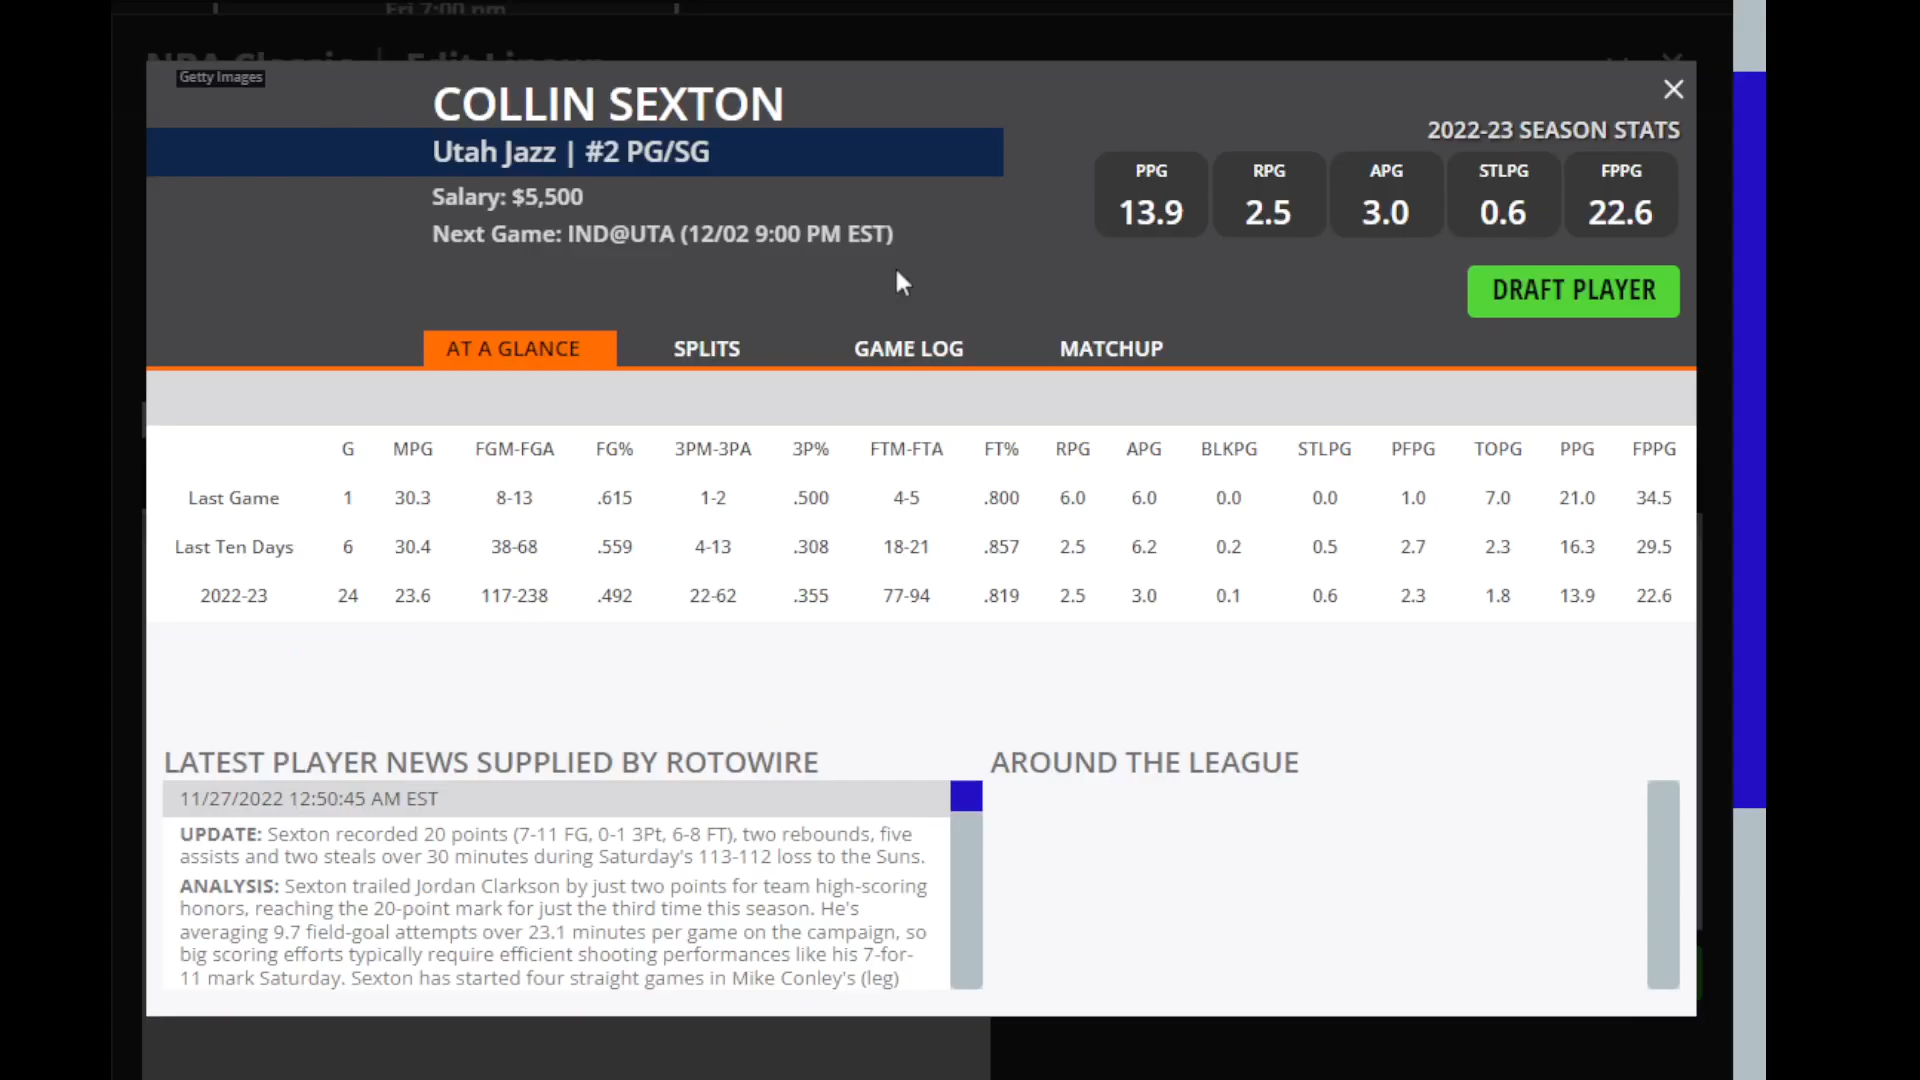 Fri 7:00 pm
NBA Classic | Edit Lineup
Getty Images
COLLIN SEXTON
Utah Jazz | #2 PG/SG
Salary: $5,500
Next Game: IND@UTA (12/02 9:00 PM EST)
2022-23 SEASON STATS
PPG RPG APG STLPG FPPG
13.9 2.5 3.0 0.6 22.6
DRAFT PLAYER
AT A GLANCE SPLITS GAME LOG MATCHUP
G MPG FGM-FGA FG% 3PM-3PA 3P% FTM-FTA FT% RPG APG BLKPG STLPG PFPG TOPG PPG FPPG
Last Game 1 30.3 8-13 .615 1-2 .500 4-5 .800 6.0 6.0 0.0 0.0 1.0 7.0 21.0 34.5
Last Ten Days 6 30.4 38-68 .559 4-13 .308 18-21 .857 2.5 6.2 0.2 0.5 2.7 2.3 16.3 29.5
2022-23 24 23.6 117-238 .492 22-62 .355 77-94 .819 2.5 3.0 0.1 0.6 2.3 1.8 13.9 22.6
LATEST PLAYER NEWS SUPPLIED BY ROTOWIRE
11/27/2022 12:50:45 AM EST
UPDATE: Sexton recorded 20 points (7-11 FG, 0-1 3Pt, 6-8 FT), two rebounds, five
assists and two steals over 30 minutes during Saturday's 113-112 loss to the Suns.
ANALYSIS: Sexton trailed Jordan Clarkson by just two points for team high-scoring
honors, reaching the 20-point mark for just the third time this season. He's
averaging 9.7 field-goal attempts over 23.1 minutes per game on the campaign, so
big scoring efforts typically require efficient shooting performances like his 7-for-
11 mark Saturday. Sexton has started four straight games in Mike Conley's (leg)
AROUND THE LEAGUE